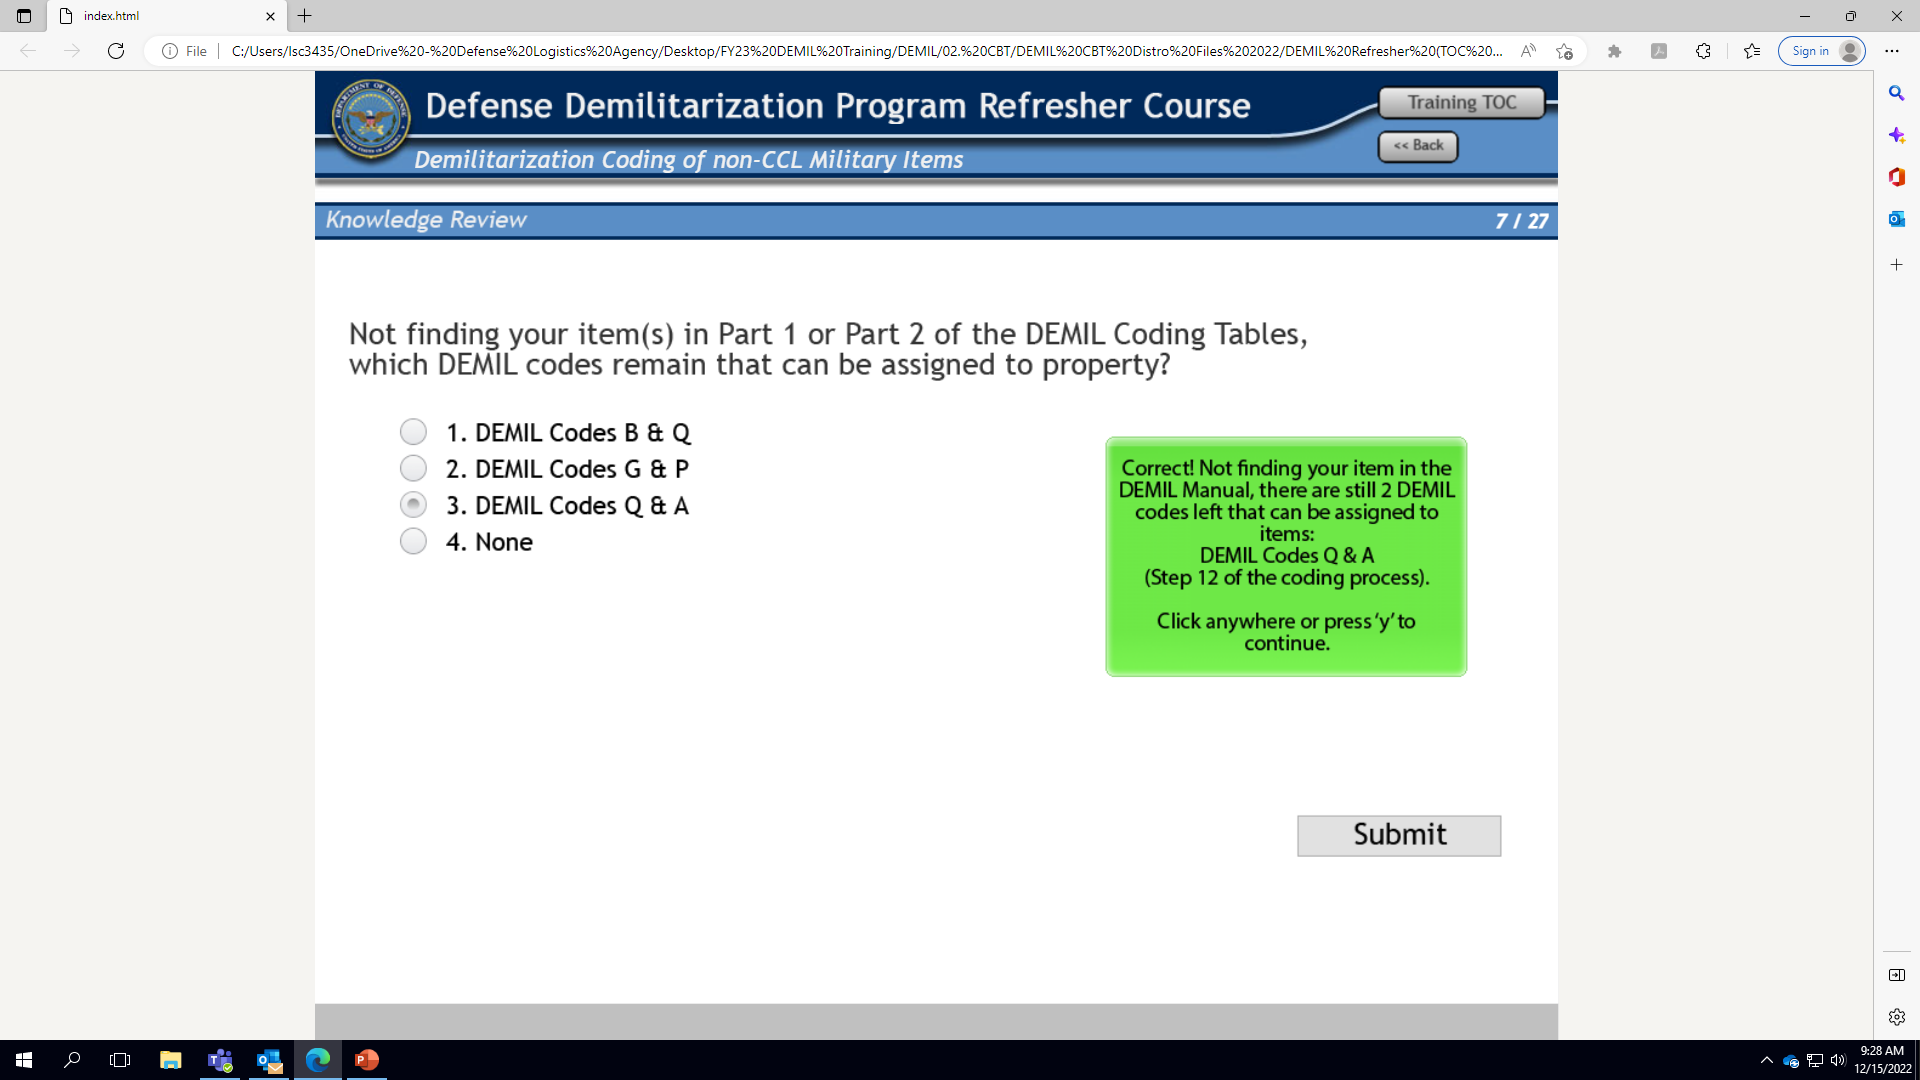 index.html
File
C:/Users/lsc3435/OneDrive%20-%20Defense%20Logistics%20Agency/Desktop/FY23%20DEMIL%20Training/DEMIL/02.%20CBT/DEMIL%20CBT%20Distro%20Files%202022/DEMIL%20Refresher%20(TOC%20...
Sign in
Defense Demilitarization Program Refresher Course
Training TOC
<< Back
Demilitarization Coding of non-CCL Military Items
Knowledge Review
7 / 27
Not finding your item(s) in Part 1 or Part 2 of the DEMIL Coding Tables,
which DEMIL codes remain that can be assigned to property?
1. DEMIL Codes B & Q
2. DEMIL Codes G & P
3. DEMIL Codes Q & A
4. None
Correct! Not finding your item in the
DEMIL Manual, there are still 2 DEMIL
codes left that can be assigned to
items:
DEMIL Codes Q & A
(Step 12 of the coding process).
Click anywhere or press ‘y’ to
continue.
Submit
9:28 AM
12/15/2022